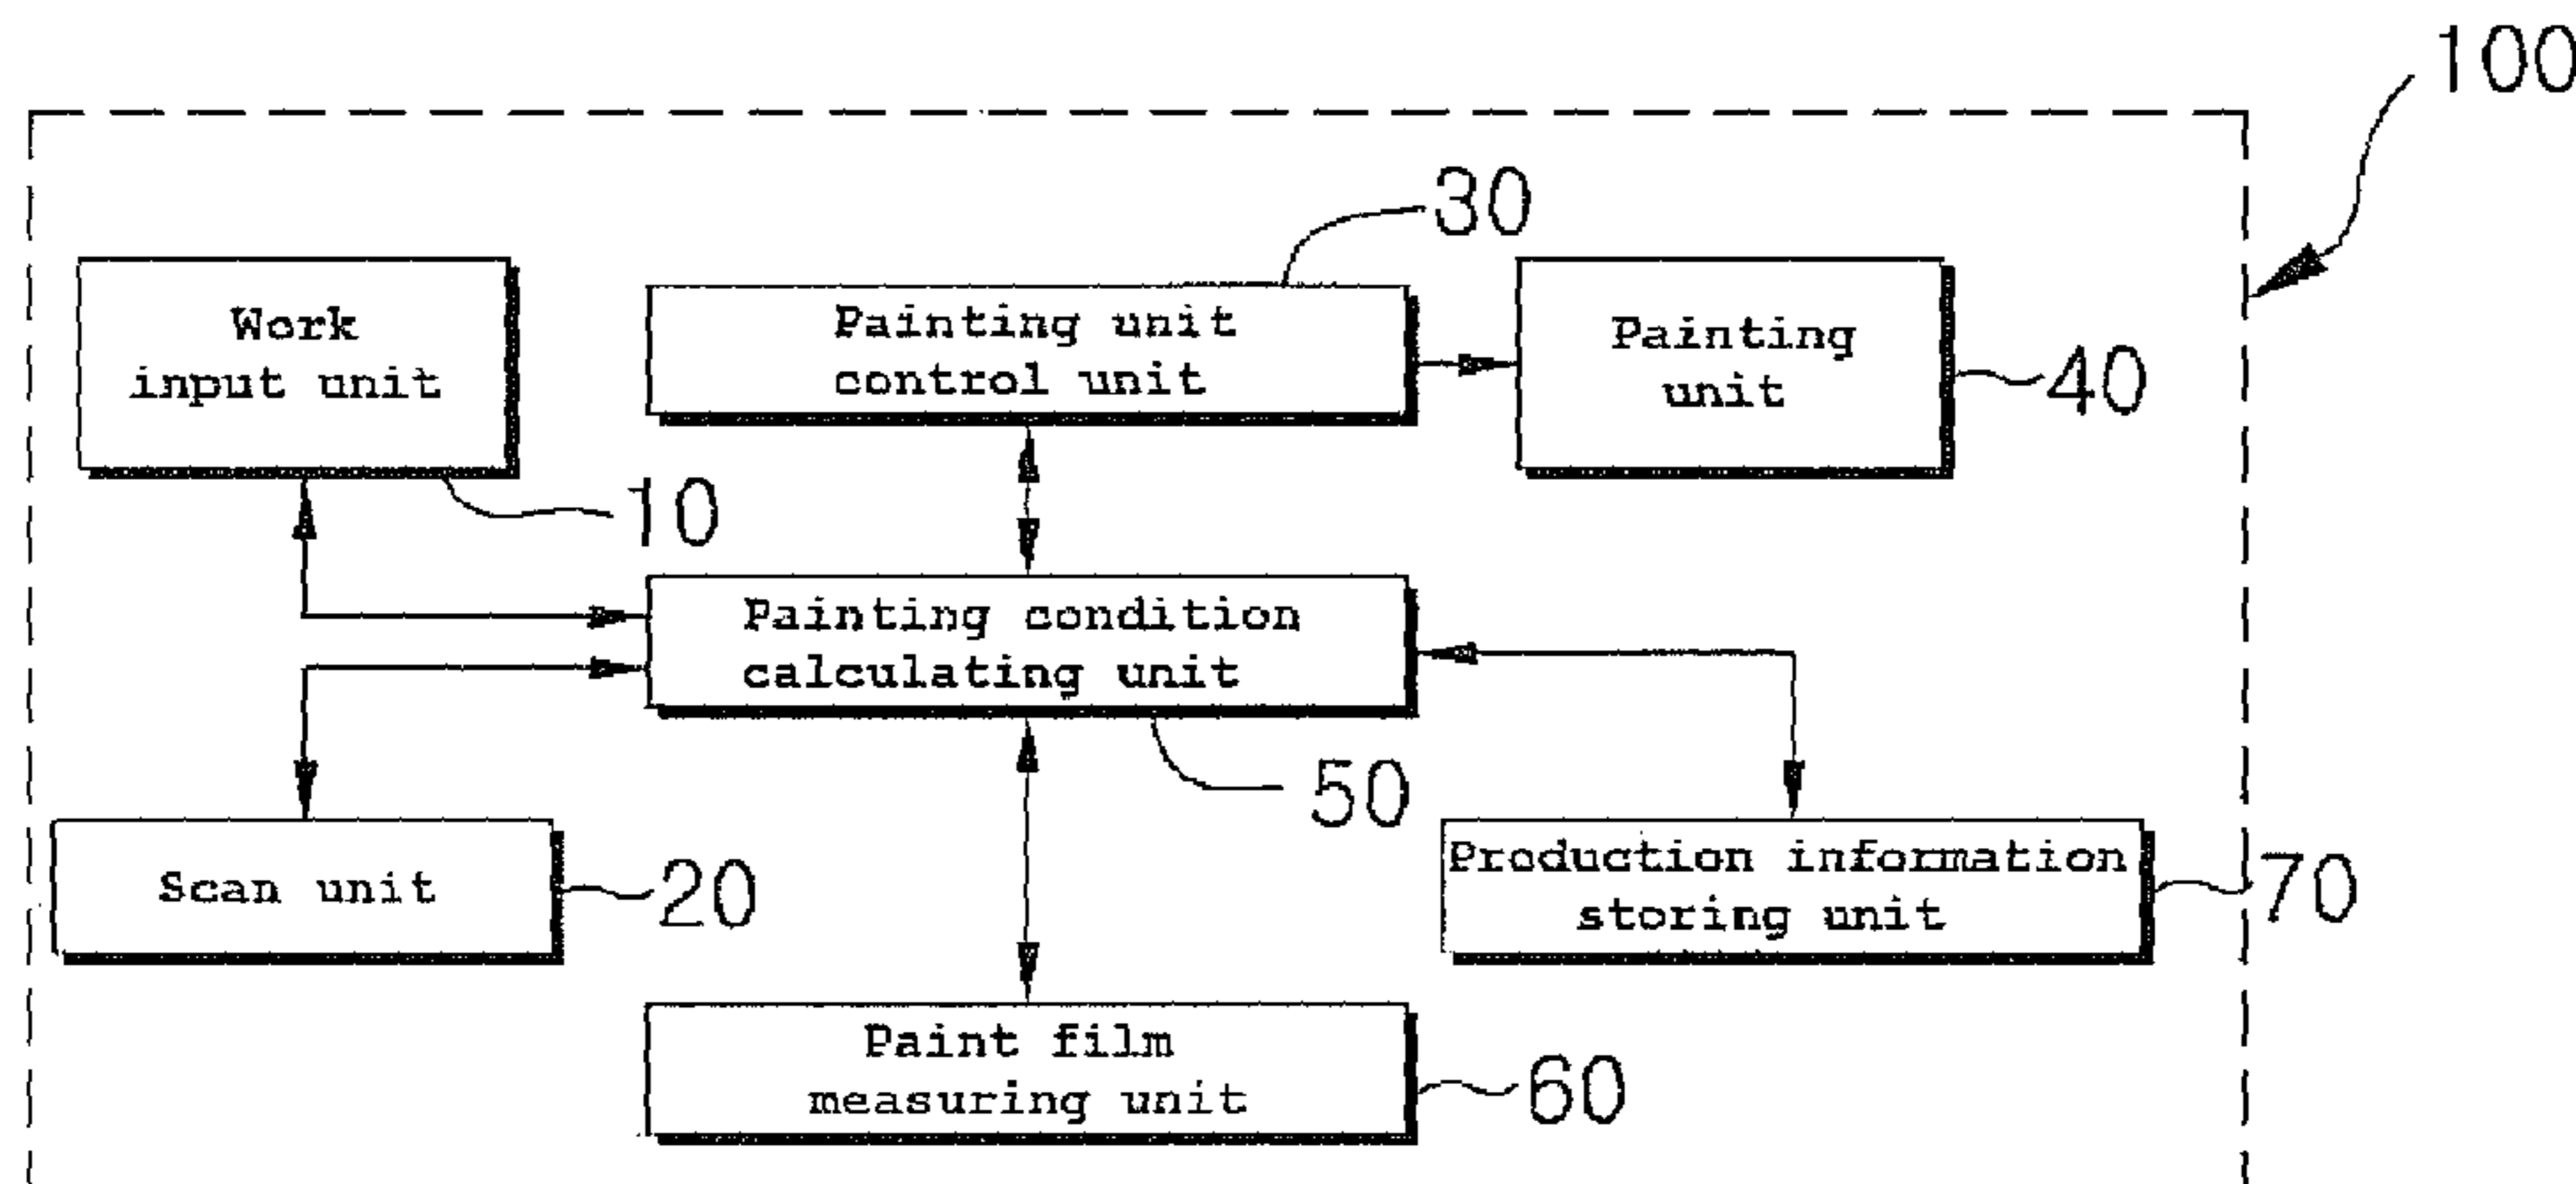 100
30
Work
input unit
Painting unit
control unit
Painting
unit
40
10
Painting condition
calculating unit
50
Scan unit
20
Production information
storing unit
70
Paint film
measuring unit
60